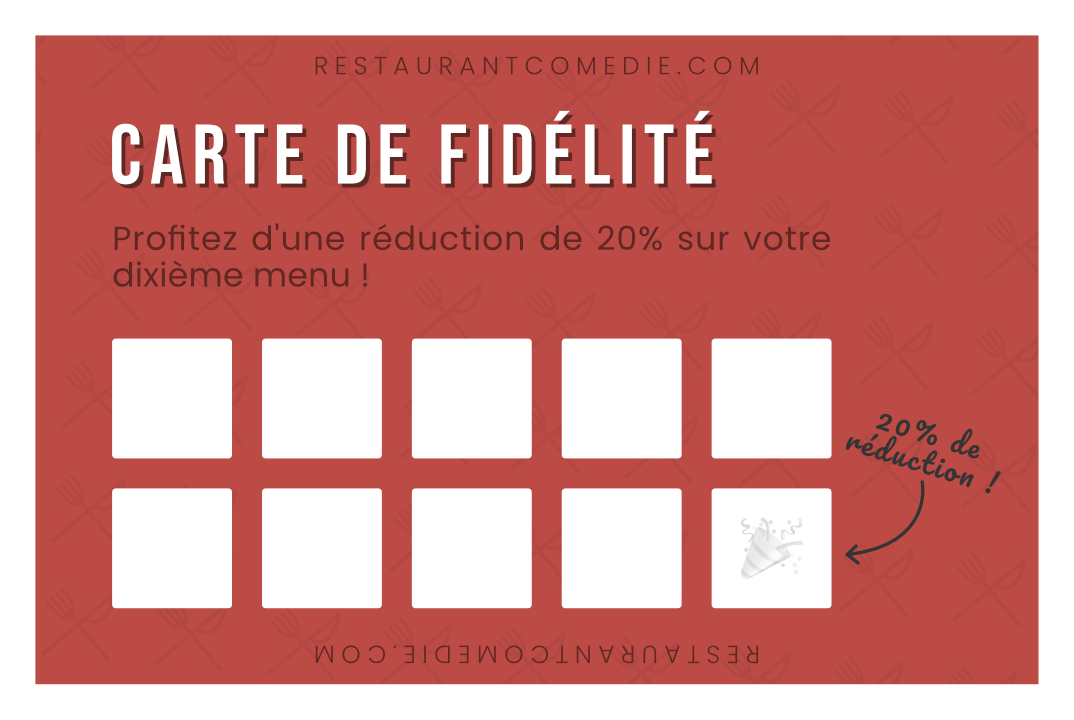 RESTAURANTCOMEDIE.COM
CARTE DE FIDÉLITÉ
Profitez d'une réduction de 20% sur votre
dixième menu !
20% de
réduction !
RESTAURANTCOMEDIE.COM